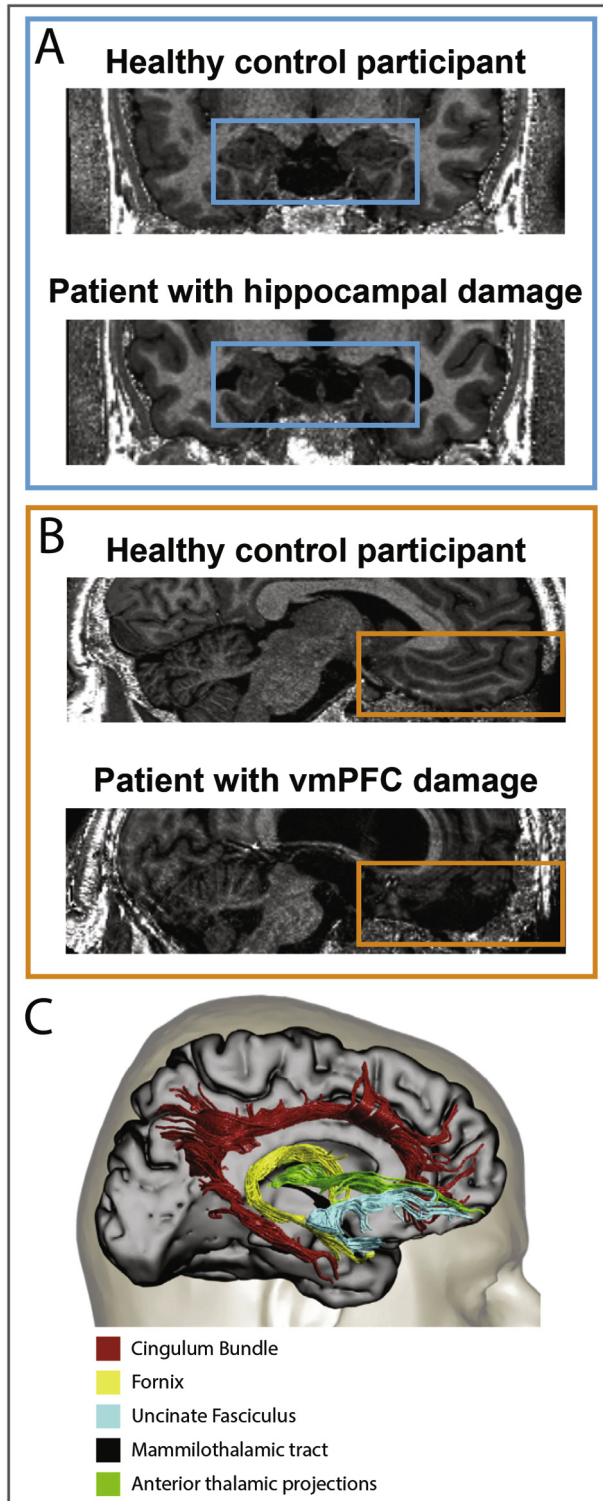 A
Healthy control participant
Patient with hippocampal damage
B
Healthy control participant
Patient with vmPFC damage
C
Cingulum Bundle
Fornix
Uncinate Fasciculus
Mammilothalamic tract
Anterior thalamic projections